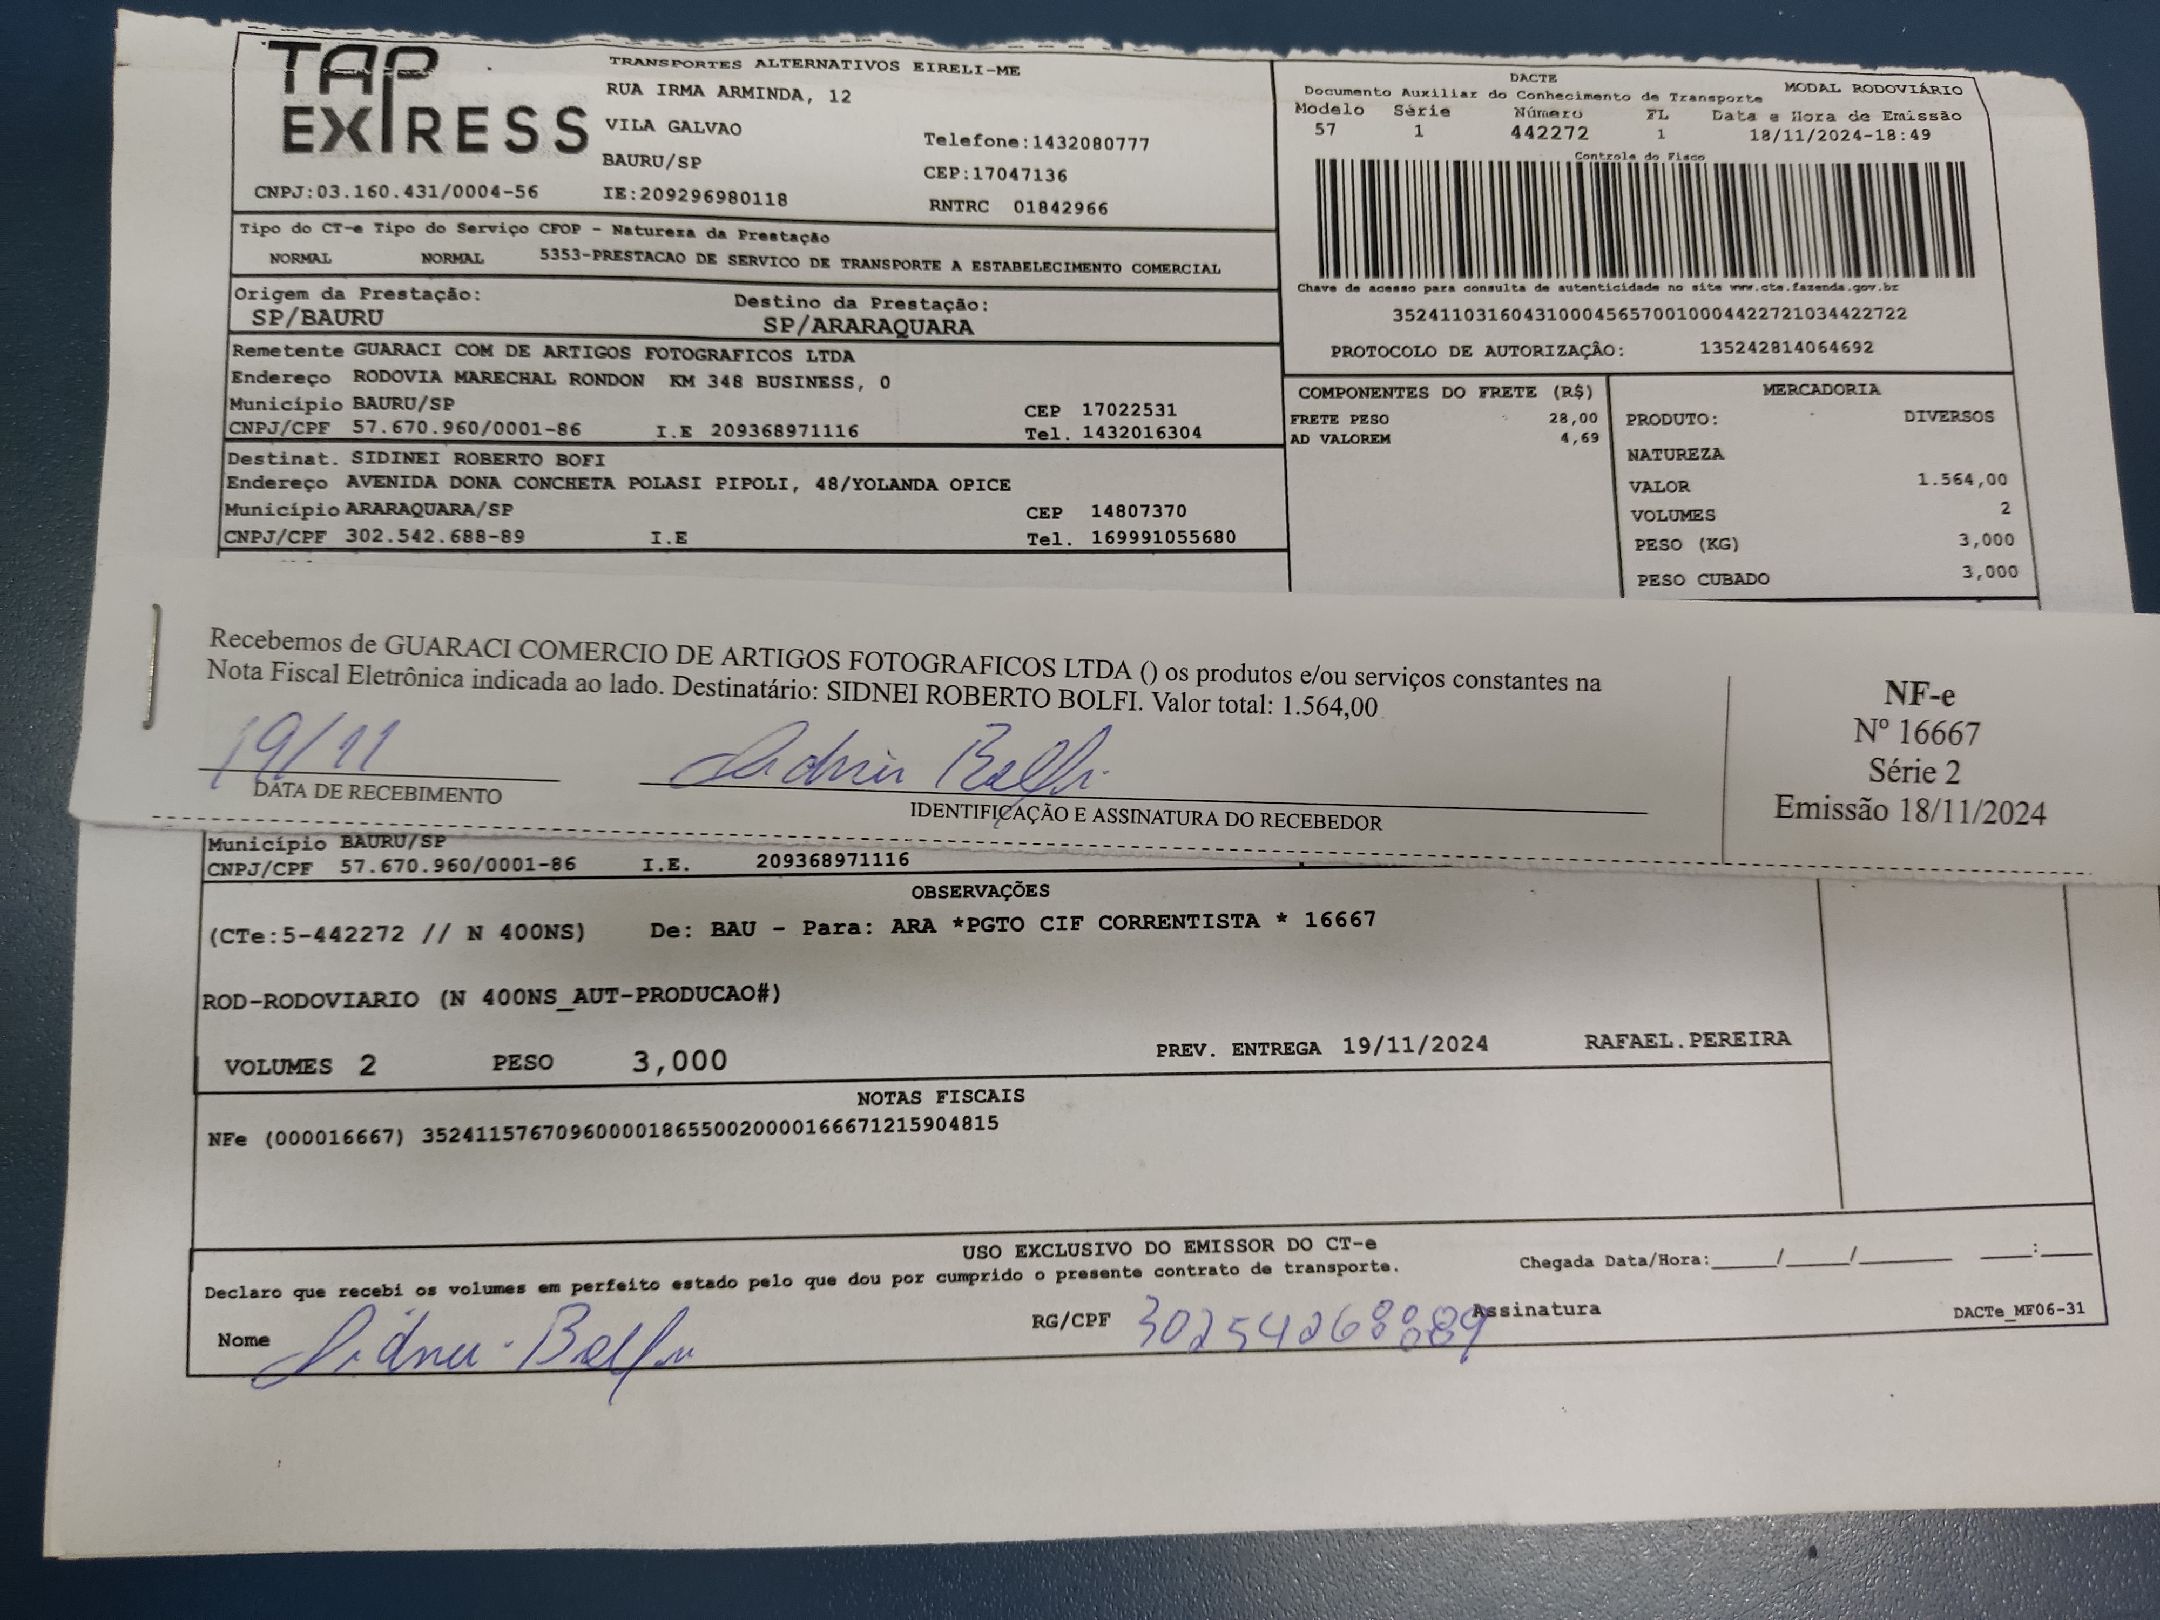 TAP EXPRESS
TRANSPORTES ALTERNATIVOS EIRELI-ME
RUA IRMA ARMINDA, 12
VILA GALVAO
Telefone:1432080777
BAURU/SP
CEP:17047136
CNPJ:03.160.431/0004-56
IE:209296980118
RNTRC 01842966
DACTE
Documento Auxiliar do Conhecimento de Transporte
MODAL RODOVIÁRIO
Modelo Série Número FL Data e Hora de Emissão
57 1 442272 1 18/11/2024-18:49
Controle do Fisco
Chave de acesso para consulta de autenticidade no site www.cte.fazenda.gov.br
35241103160431000456570010004422721034422722
PROTOCOLO DE AUTORIZAÇÃO: 135242814064692
Tipo do CT-e Tipo do Serviço CFOP - Natureza da Prestação
NORMAL NORMAL 5353-PRESTACAO DE SERVICO DE TRANSPORTE A ESTABELECIMENTO COMERCIAL
Origem da Prestação: Destino da Prestação:
SP/BAURU SP/ARARAQUARA
Remetente GUARACI COM DE ARTIGOS FOTOGRAFICOS LTDA
Endereço RODOVIA MARECHAL RONDON KM 348 BUSINESS, 0
Município BAURU/SP CEP 17022531
CNPJ/CPF 57.670.960/0001-86 I.E 209368971116 Tel. 1432016304
Destinat. SIDINEI ROBERTO BOFI
Endereço AVENIDA DONA CONCHETA POLASI PIPOLI, 48/YOLANDA OPICE
Município ARARAQUARA/SP CEP 14807370
CNPJ/CPF 302.542.688-89 I.E Tel. 169991055680
COMPONENTES DO FRETE (R$)
FRETE PESO 28,00
AD VALOREM 4,69
MERCADORIA
PRODUTO: DIVERSOS
NATUREZA
VALOR 1.564,00
VOLUMES 2
PESO (KG) 3,000
PESO CUBADO 3,000
Recebemos de GUARACI COMERCIO DE ARTIGOS FOTOGRAFICOS LTDA () os produtos e/ou serviços constantes na
Nota Fiscal Eletrônica indicada ao lado. Destinatário: SIDNEI ROBERTO BOLFI. Valor total: 1.564,00
19/11
Sidnei Bolfi
DATA DE RECEBIMENTO
IDENTIFICAÇÃO E ASSINATURA DO RECEBEDOR
NF-e
Nº 16667
Série 2
Emissão 18/11/2024
Município BAURU/SP
CNPJ/CPF 57.670.960/0001-86 I.E. 209368971116
OBSERVAÇÕES
(CTe:5-442272 // N 400NS) De: BAU - Para: ARA *PGTO CIF CORRENTISTA * 16667
ROD-RODOVIARIO (N 400NS_AUT-PRODUCAO#)
VOLUMES 2 PESO 3,000 PREV. ENTREGA 19/11/2024 RAFAEL.PEREIRA
NOTAS FISCAIS
NFe (000016667) 35241157670960000186550020000166671215904815
USO EXCLUSIVO DO EMISSOR DO CT-e
Declaro que recebi os volumes em perfeito estado pelo que dou por cumprido o presente contrato de transporte.
Chegada Data/Hora:_____/_____/_______ ____:____
Nome Sidnei Bolfi RG/CPF 30254268889 Assinatura
DACTe_MF06-31